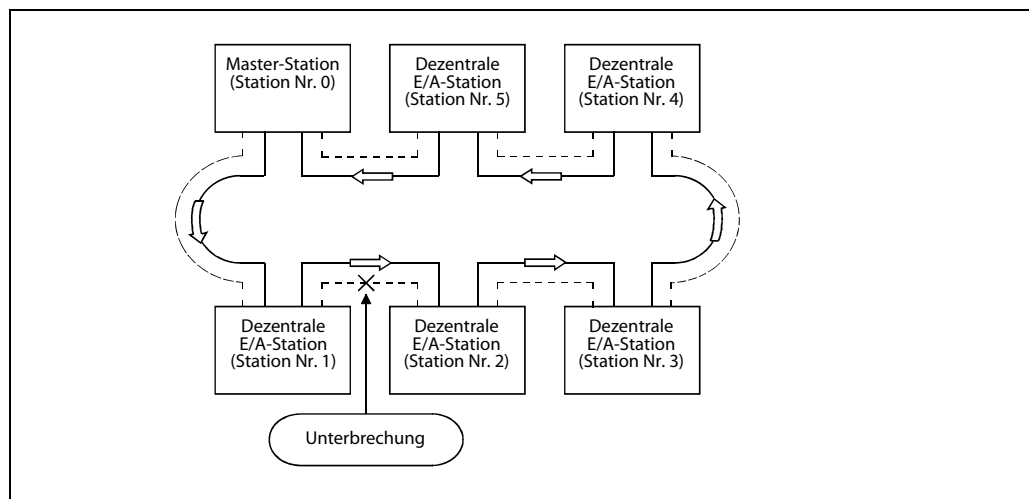 Master-Station
(Station Nr. 0)
Dezentrale
E/A-Station
(Station Nr. 5)
Dezentrale
E/A-Station
(Station Nr. 4)
Dezentrale
E/A-Station
(Station Nr. 1)
Dezentrale
E/A-Station
(Station Nr. 2)
Dezentrale
E/A-Station
(Station Nr. 3)
Unterbrechung